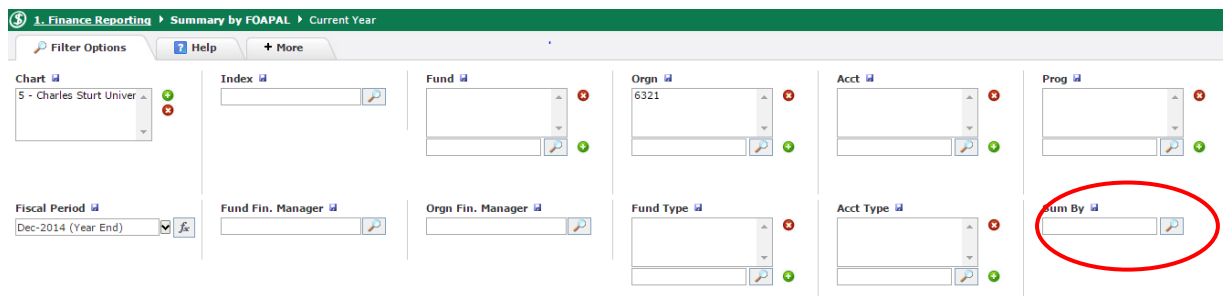 1. Finance Reporting Summary by FOAPAL Current Year
Filter Options Help + More
Chart Index Fund Orgn Acct Prog
5 - Charles Sturt Univer 6321
Fiscal Period Fund Fin. Manager Orgn Fin. Manager Fund Type Acct Type Sum By
Dec-2014 (Year End) fx